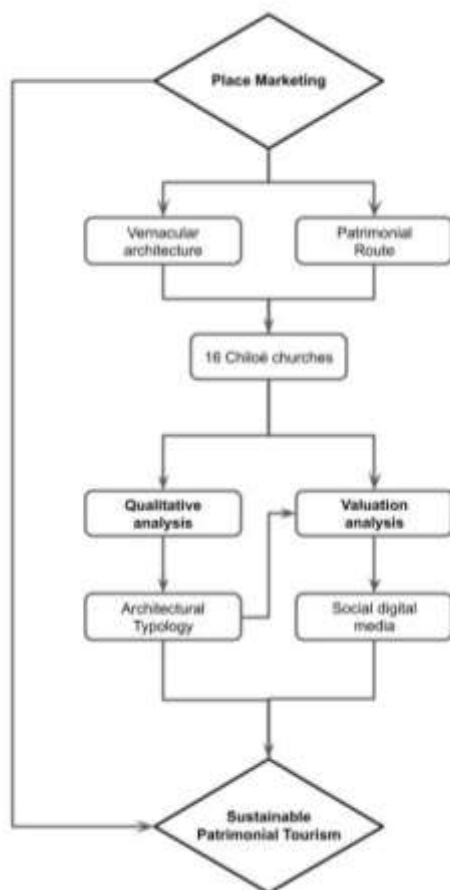 Place Marketing
Vernacular
architecture
Patrimonial
Route
16 Chiloé churches
Qualitative
analysis
Valuation
analysis
Architectural
Typology
Social digital
media
Sustainable
Patrimonial Tourism